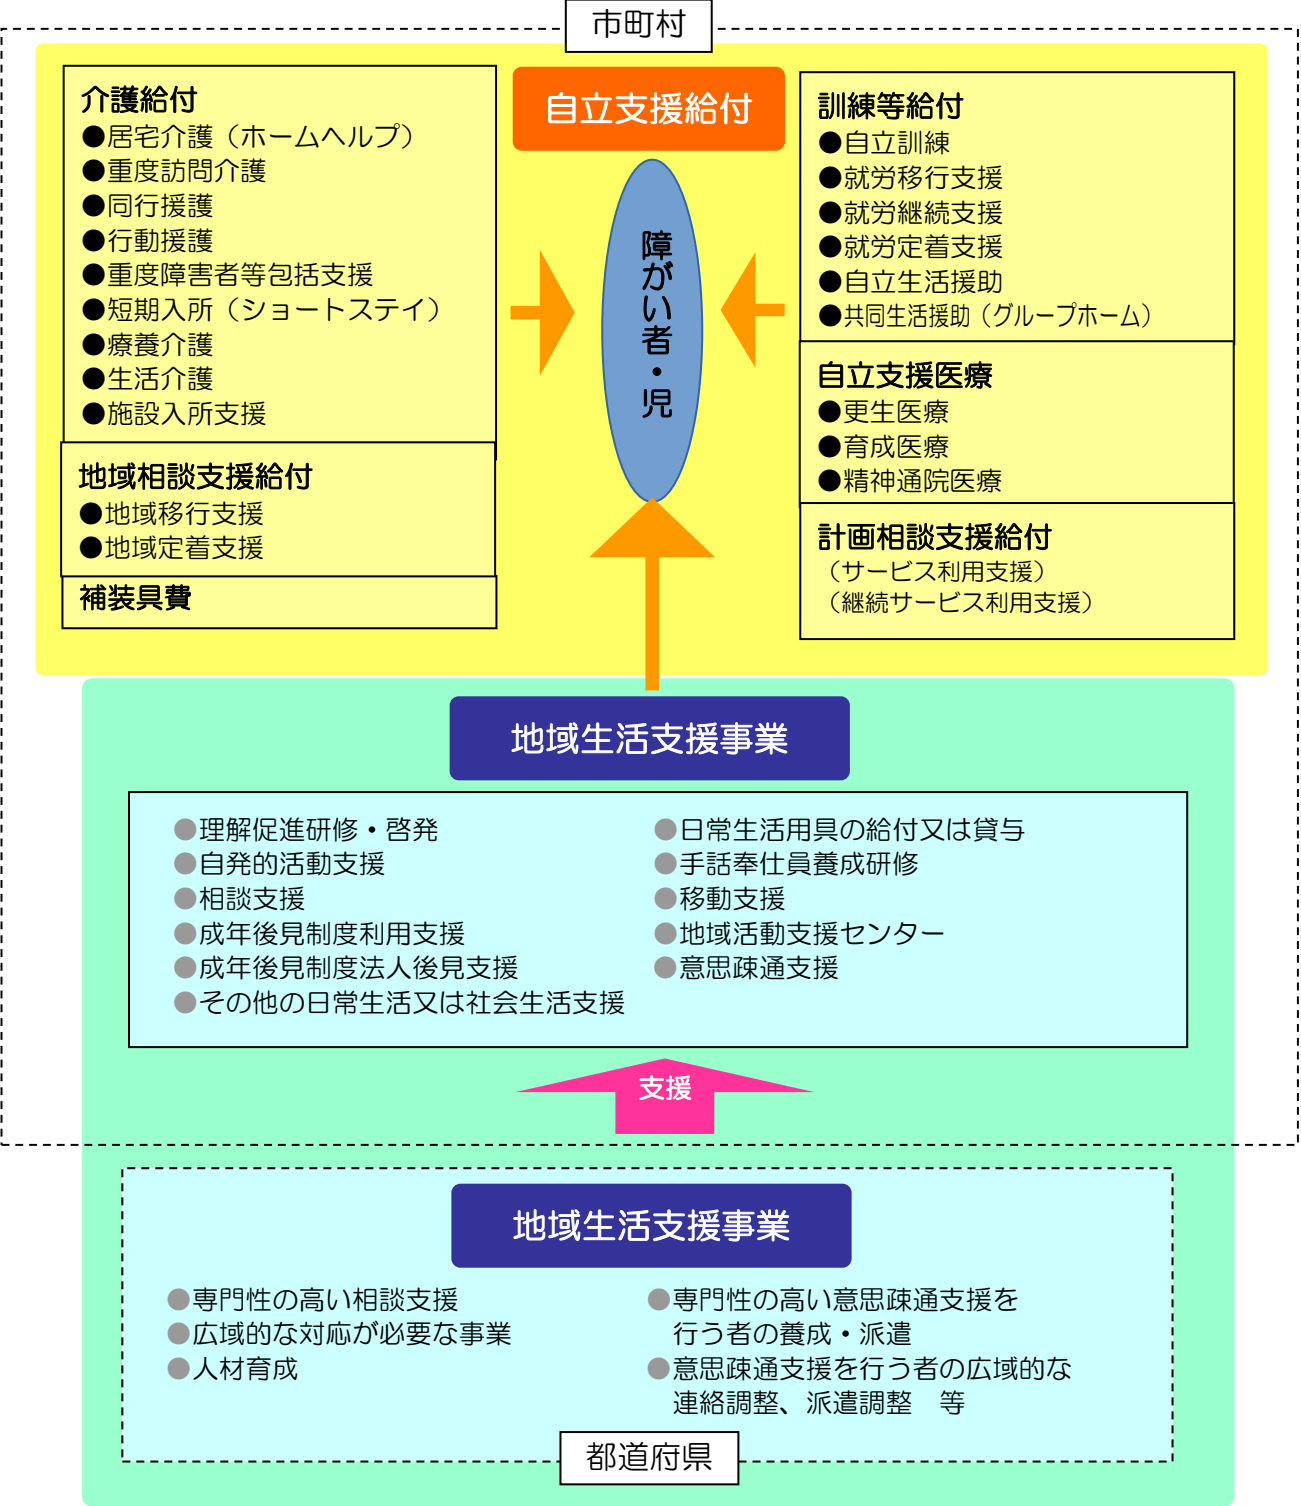 市町村
介護給付
●居宅介護（ホームヘルプ）
●重度訪問介護
●同行援護
●行動援護
●重度障害者等包括支援
●短期入所（ショートステイ）
●療養介護
●生活介護
●施設入所支援
地域相談支援給付
●地域移行支援
●地域定着支援
補装具費
自立支援給付
障がい者・児
訓練等給付
●自立訓練
●就労移行支援
●就労継続支援
●就労定着支援
●自立生活援助
●共同生活援助（グループホーム）
自立支援医療
●更生医療
●育成医療
●精神通院医療
計画相談支援給付
（サービス利用支援）
（継続サービス利用支援）
地域生活支援事業
●理解促進研修・啓発
●自発的活動支援
●相談支援
●成年後見制度利用支援
●成年後見制度法人後見支援
●その他の日常生活又は社会生活支援
●日常生活用具の給付又は貸与
●手話奉仕員養成研修
●移動支援
●地域活動支援センター
●意思疎通支援
支援
地域生活支援事業
●専門性の高い相談支援
●広域的な対応が必要な事業
●人材育成
●専門性の高い意思疎通支援を
行う者の養成・派遣
●意思疎通支援を行う者の広域的な
連絡調整、派遣調整　等
都道府県